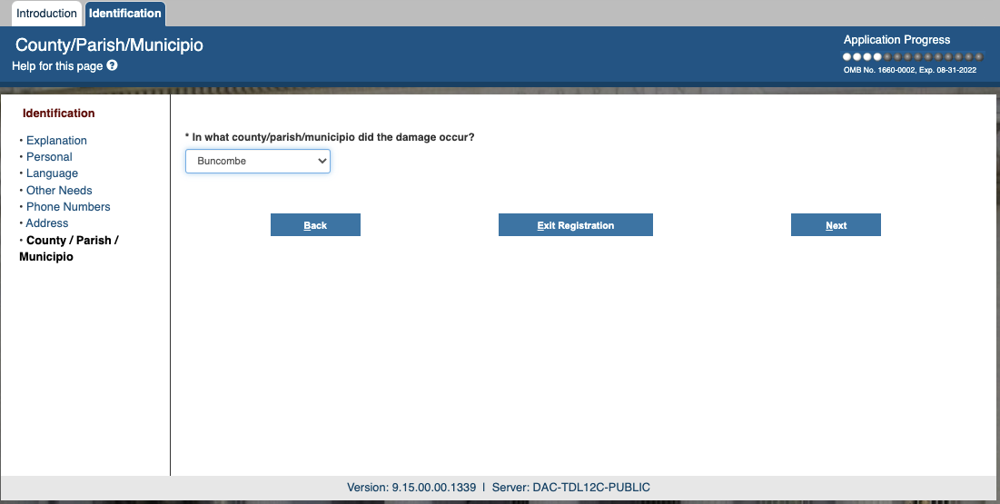 Introduction
Identification
County/Parish/Municipio
Help for this page ?
Application Progress
OMB No. 1660-0002, Exp. 08-31-2022
Identification
• Explanation
• Personal
• Language
• Other Needs
• Phone Numbers
• Address
• County / Parish /
Municipio
* In what county/parish/municipio did the damage occur?
Buncombe
Back
Exit Registration
Next
Version: 9.15.00.00.1339 | Server: DAC-TDL12C-PUBLIC